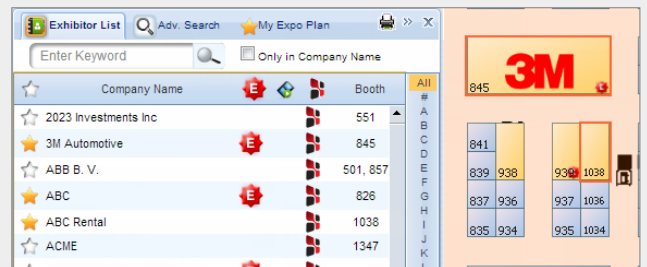 Exhibitor List Adv. Search My Expo Plan » X
Enter Keyword Only in Company Name
Company Name E Booth All
#
2023 Investments Inc 551 A
B
3M Automotive E 845 C
D
ABB B. V. 501, 857 E
F
ABC E 826 G
H
ABC Rental 1038 I
J
ACME 1347 K
L
3M
845 E
841
839 938 939 1038
837 936 937 1036
835 934 935 1034